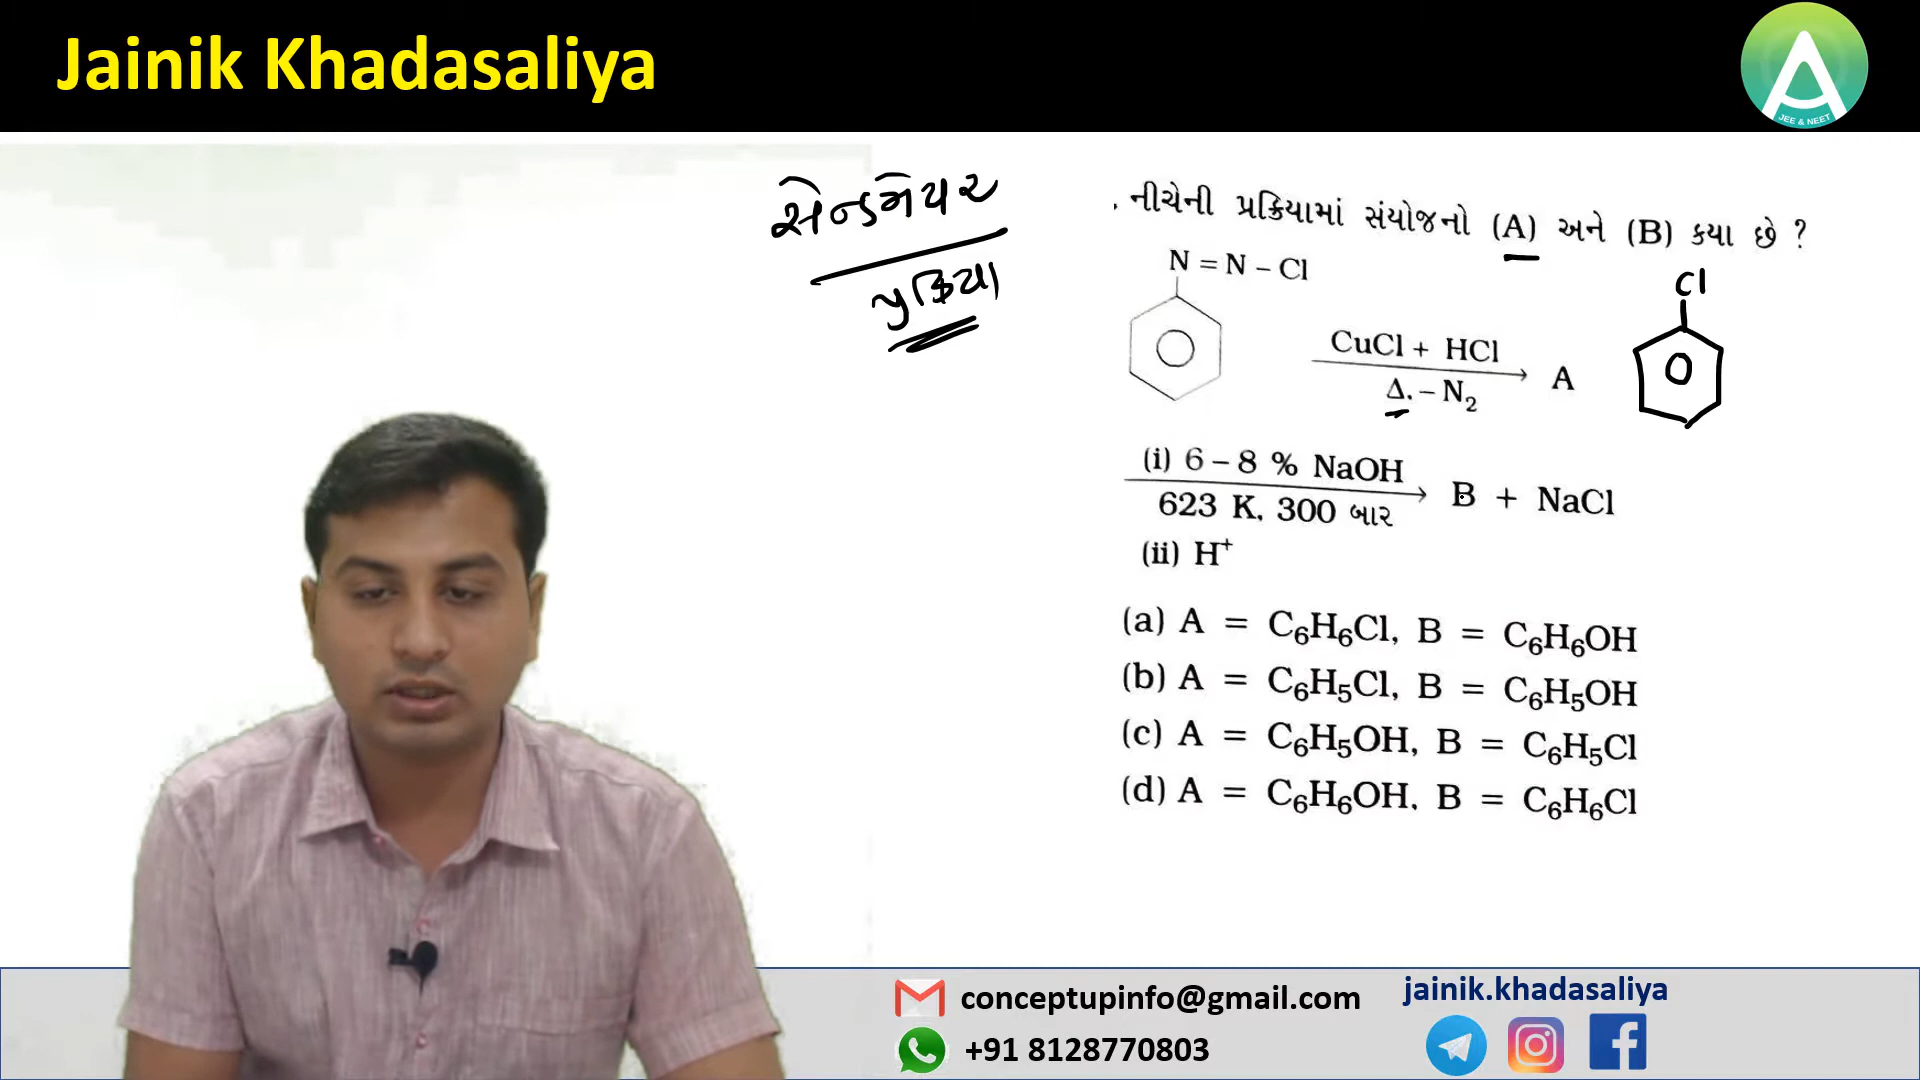 Jainik Khadasaliya
A
JEE & NEET
સેન્ડમેયર
પ્રક્રિયા
. નીચેની પ્રક્રિયામાં સંયોજનો (A) અને (B) કયા છે ?
N = N – Cl
Cl
CuCl + HCl
Δ. – N₂
A
(i) 6 – 8 % NaOH
623 K, 300 બાર
B + NaCl
(ii) H⁺
(a) A = C₆H₆Cl, B = C₆H₆OH
(b) A = C₆H₅Cl, B = C₆H₅OH
(c) A = C₆H₅OH, B = C₆H₅Cl
(d) A = C₆H₆OH. B = C₆H₆Cl
conceptupinfo@gmail.com
jainik.khadasaliya
+91 8128770803